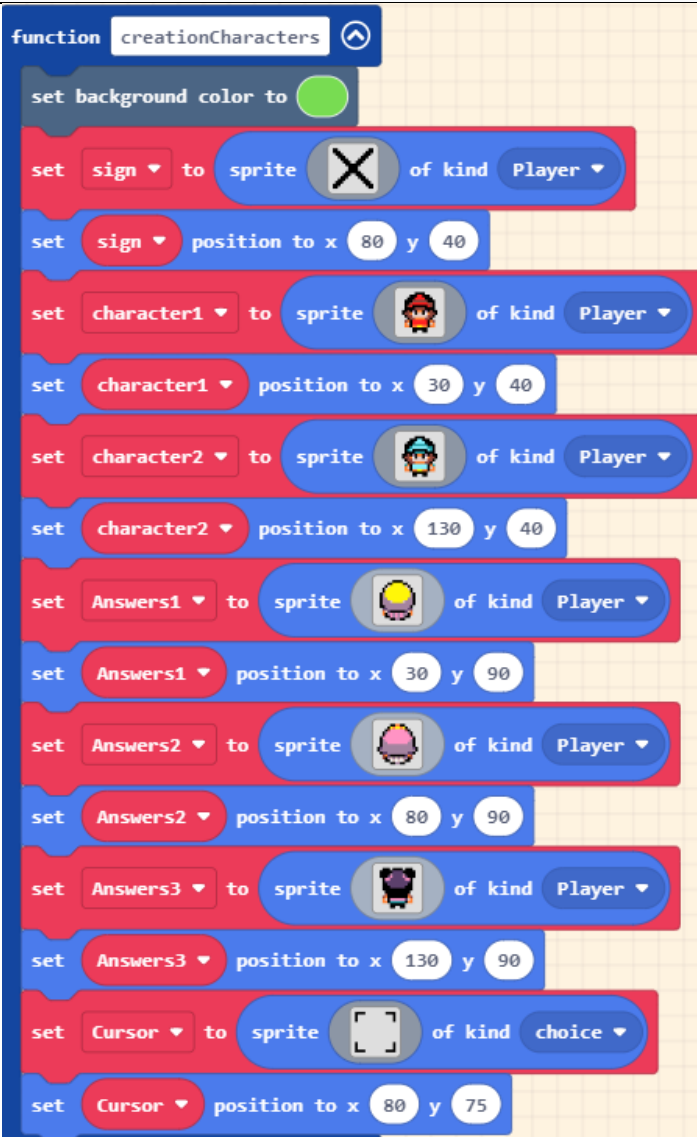 function creationCharacters
set background color to
set sign to sprite of kind Player
set sign position to x 80 y 40
set character1 to sprite of kind Player
set character1 position to x 30 y 40
set character2 to sprite of kind Player
set character2 position to x 130 y 40
set Answers1 to sprite of kind Player
set Answers1 position to x 30 y 90
set Answers2 to sprite of kind Player
set Answers2 position to x 80 y 90
set Answers3 to sprite of kind Player
set Answers3 position to x 130 y 90
set Cursor to sprite of kind choice
set Cursor position to x 80 y 75